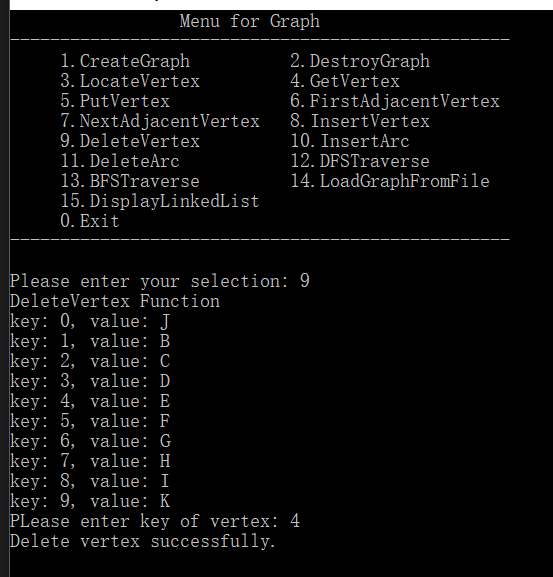 Menu for Graph
--------------------------------------------------
1.CreateGraph 2.DestroyGraph
3.LocateVertex 4.GetVertex
5.PutVertex 6.FirstAdjacentVertex
7.NextAdjacentVertex 8.InsertVertex
9.DeleteVertex 10.InsertArc
11.DeleteArc 12.DFSTraverse
13.BFSTraverse 14.LoadGraphFromFile
15.DisplayLinkedList
0.Exit
--------------------------------------------------
Please enter your selection: 9
DeleteVertex Function
key: 0, value: J
key: 1, value: B
key: 2, value: C
key: 3, value: D
key: 4, value: E
key: 5, value: F
key: 6, value: G
key: 7, value: H
key: 8, value: I
key: 9, value: K
PLease enter key of vertex: 4
Delete vertex successfully.